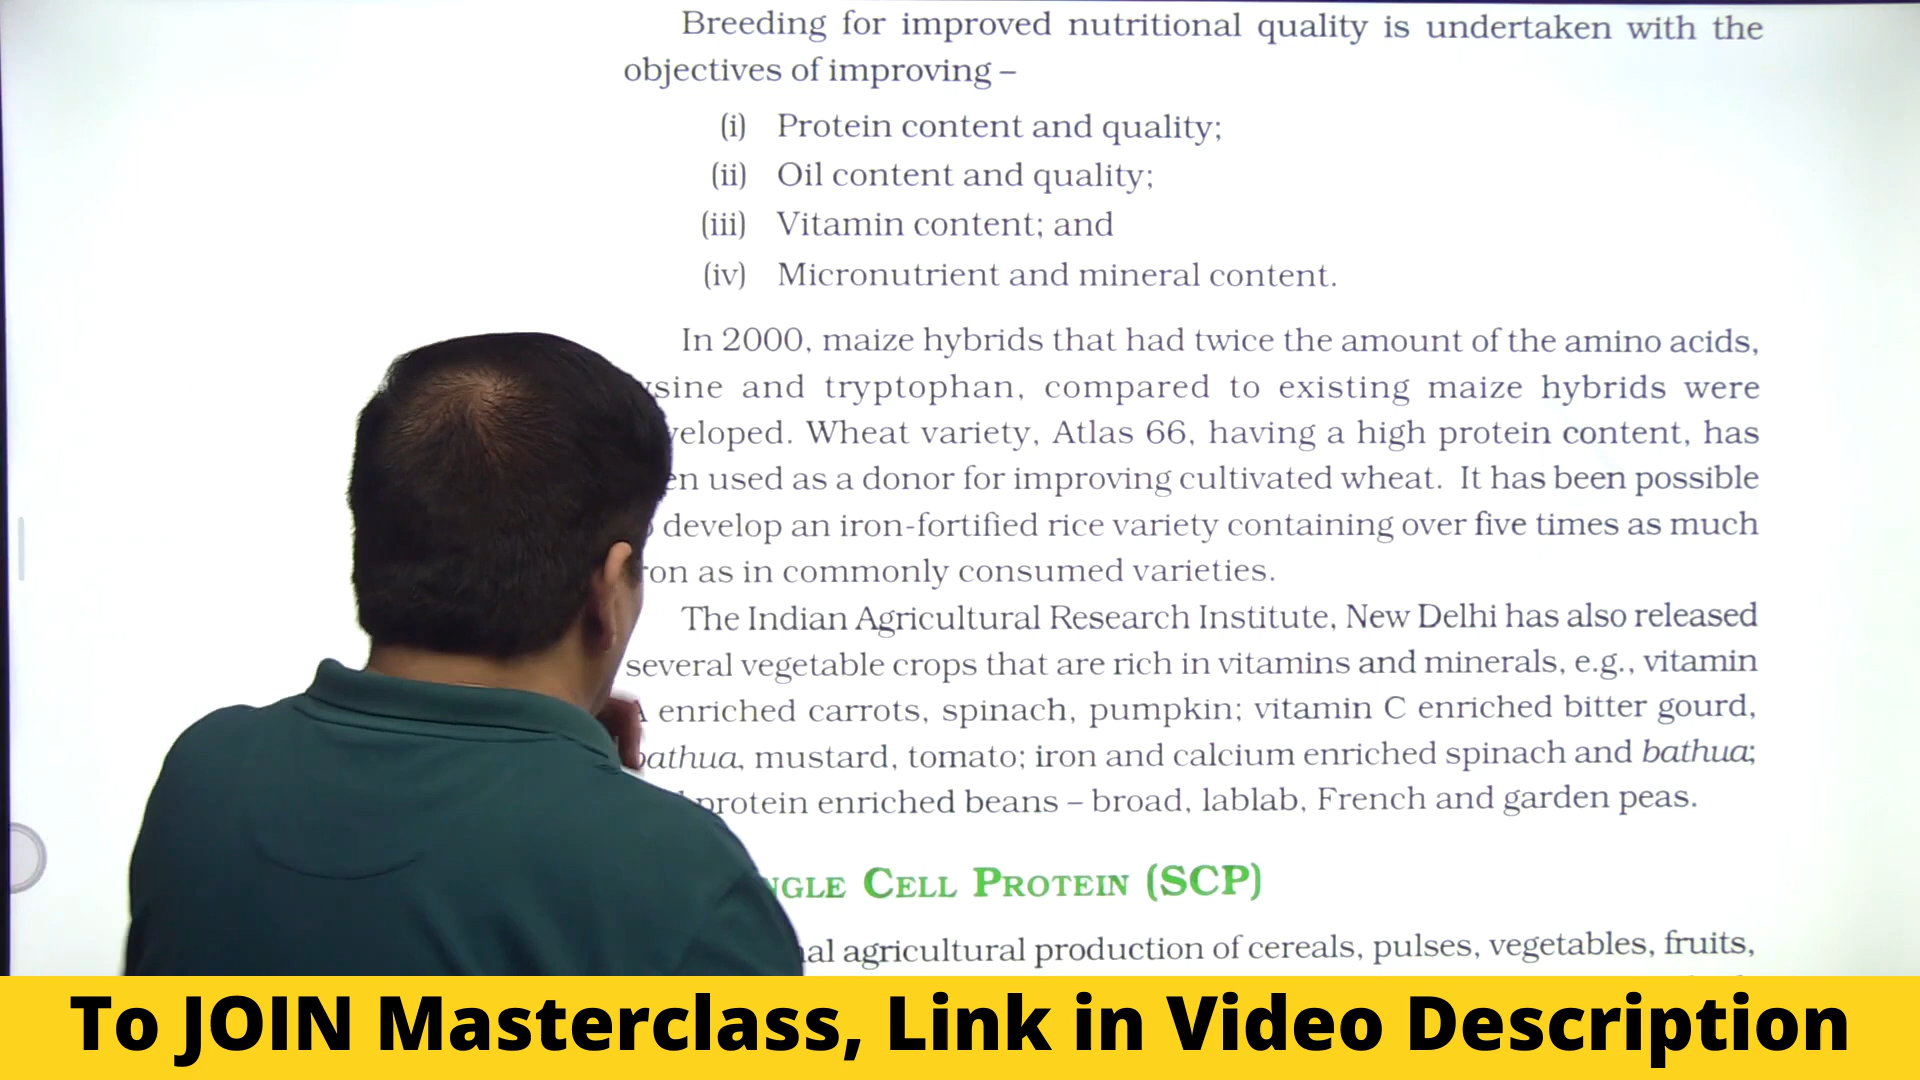 Breeding for improved nutritional quality is undertaken with the
objectives of improving –
(i) Protein content and quality;
(ii) Oil content and quality;
(iii) Vitamin content; and
(iv) Micronutrient and mineral content.
In 2000, maize hybrids that had twice the amount of the amino acids,
and tryptophan, compared to existing maize hybrids were
Wheat variety, Atlas 66, having a high protein content, has
used as a donor for improving cultivated wheat. It has been possible
develop an iron-fortified rice variety containing over five times as much
as in commonly consumed varieties.
The Indian Agricultural Research Institute, New Delhi has also released
several vegetable crops that are rich in vitamins and minerals, e.g., vitamin
A enriched carrots, spinach, pumpkin; vitamin C enriched bitter gourd,
bathua, mustard, tomato; iron and calcium enriched spinach and bathua;
protein enriched beans – broad, lablab, French and garden peas.
CELL PROTEIN (SCP)
agricultural production of cereals, pulses, vegetables, fruits,
To JOIN Masterclass, Link in Video Description